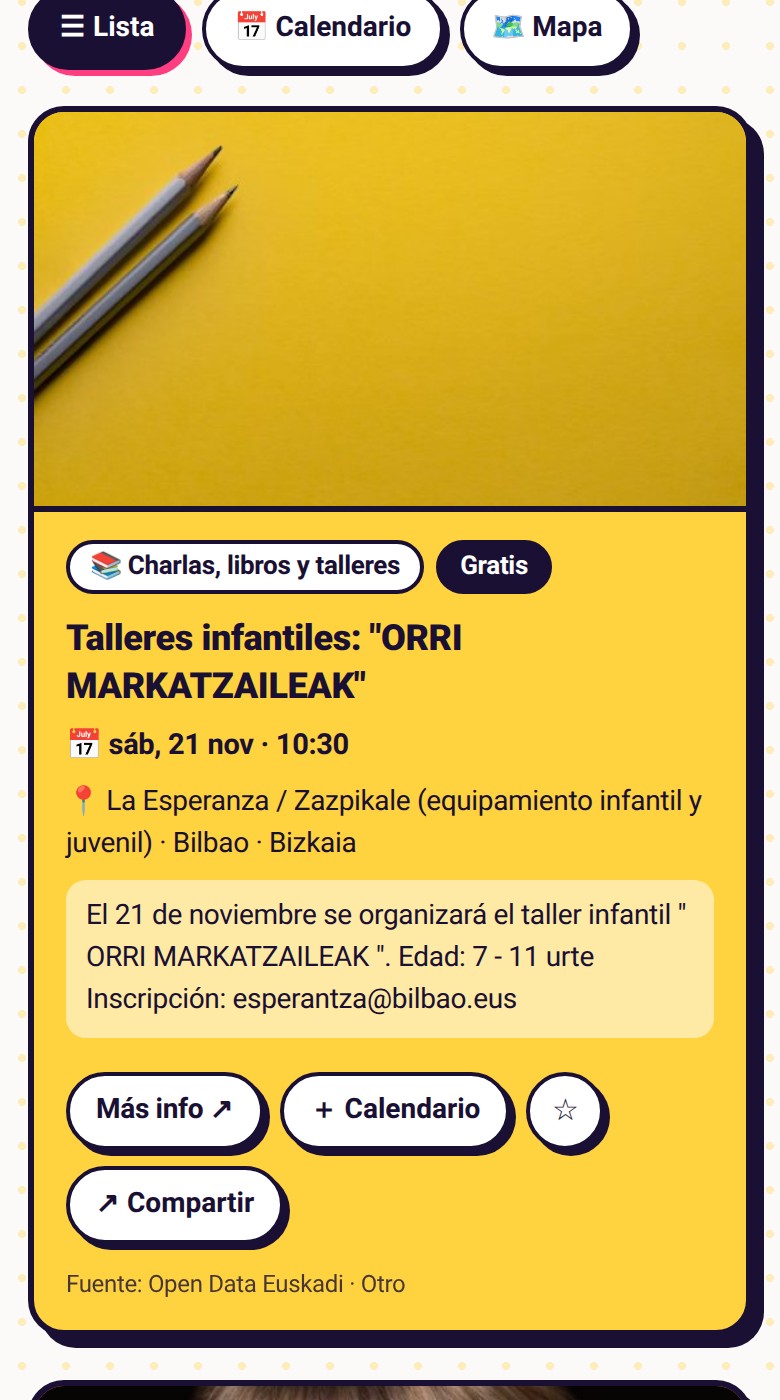 ☰ Lista
📅 Calendario
🗺️ Mapa
📚 Charlas, libros y talleres
Gratis
Talleres infantiles: "ORRI
MARKATZAILEAK"
📅 sáb, 21 nov · 10:30
📍 La Esperanza / Zazpikale (equipamiento infantil y
juvenil) · Bilbao · Bizkaia
El 21 de noviembre se organizará el taller infantil "
ORRI MARKATZAILEAK ". Edad: 7 - 11 urte
Inscripción: esperantza@bilbao.eus
Más info ↗
+ Calendario
☆
↗ Compartir
Fuente: Open Data Euskadi · Otro